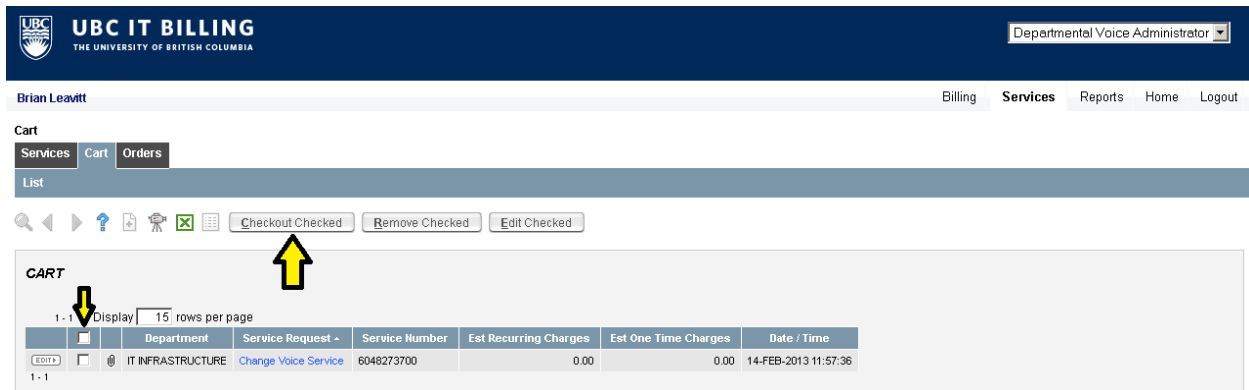 UBC
UBC IT BILLING
THE UNIVERSITY OF BRITISH COLUMBIA
Departmental Voice Administrator
Brian Leavitt
Billing Services Reports Home Logout
Cart
Services Cart Orders
List
Checkout Checked Remove Checked Edit Checked
CART
1 - 1 Display 15 rows per page
Department Service Request Service Number Est Recurring Charges Est One Time Charges Date / Time
EDIT IT INFRASTRUCTURE Change Voice Service 6048273700 0.00 0.00 14-FEB-2013 11:57:36
1 - 1